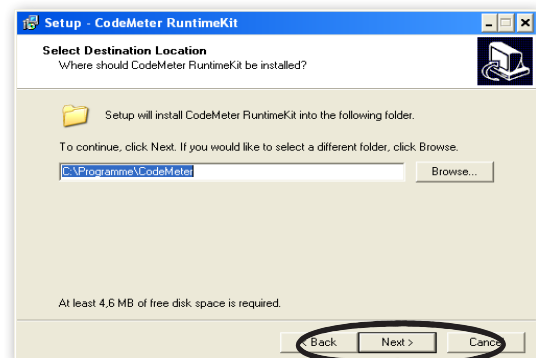 Setup - CodeMeter RuntimeKit
Select Destination Location
Where should CodeMeter RuntimeKit be installed?
Setup will install CodeMeter RuntimeKit into the following folder.
To continue, click Next. If you would like to select a different folder, click Browse.
C:\Programme\CodeMeter
Browse...
At least 4,6 MB of free disk space is required.
< Back
Next >
Cancel